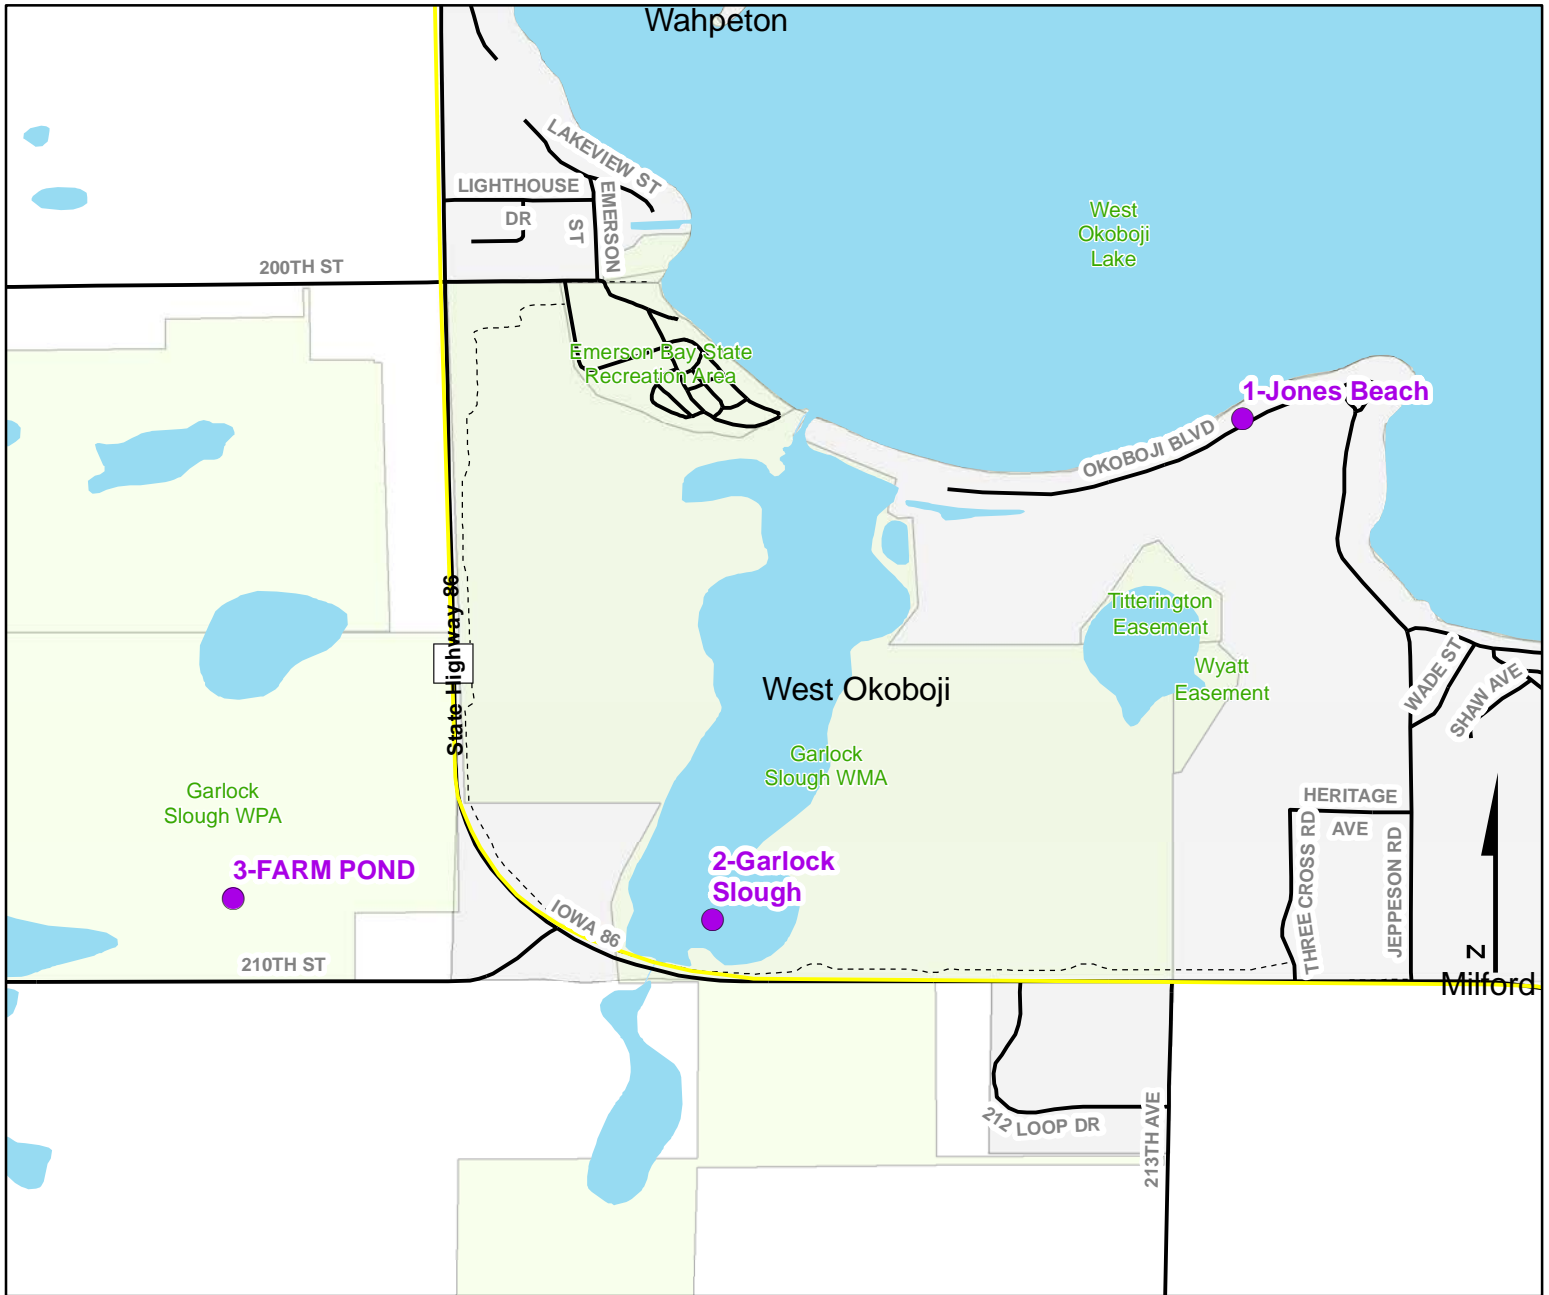 Wahpeton
LAKEVIEW ST
LIGHTHOUSE
DR
EMERSON
ST
West
Okoboji
Lake
200TH ST
Emerson Bay State
Recreation Area
1-Jones Beach
OKOBOJI BLVD
State Highway 86
Titterington
Easement
Wyatt
Easement
WADE ST
SHAW AVE
West Okoboji
Garlock
Slough WMA
Garlock
Slough WPA
HERITAGE
AVE
THREE CROSS RD
JEPPESON RD
3-FARM POND
2-Garlock
Slough
IOWA 86
210TH ST
N
Milford
212 LOOP DR
213TH AVE